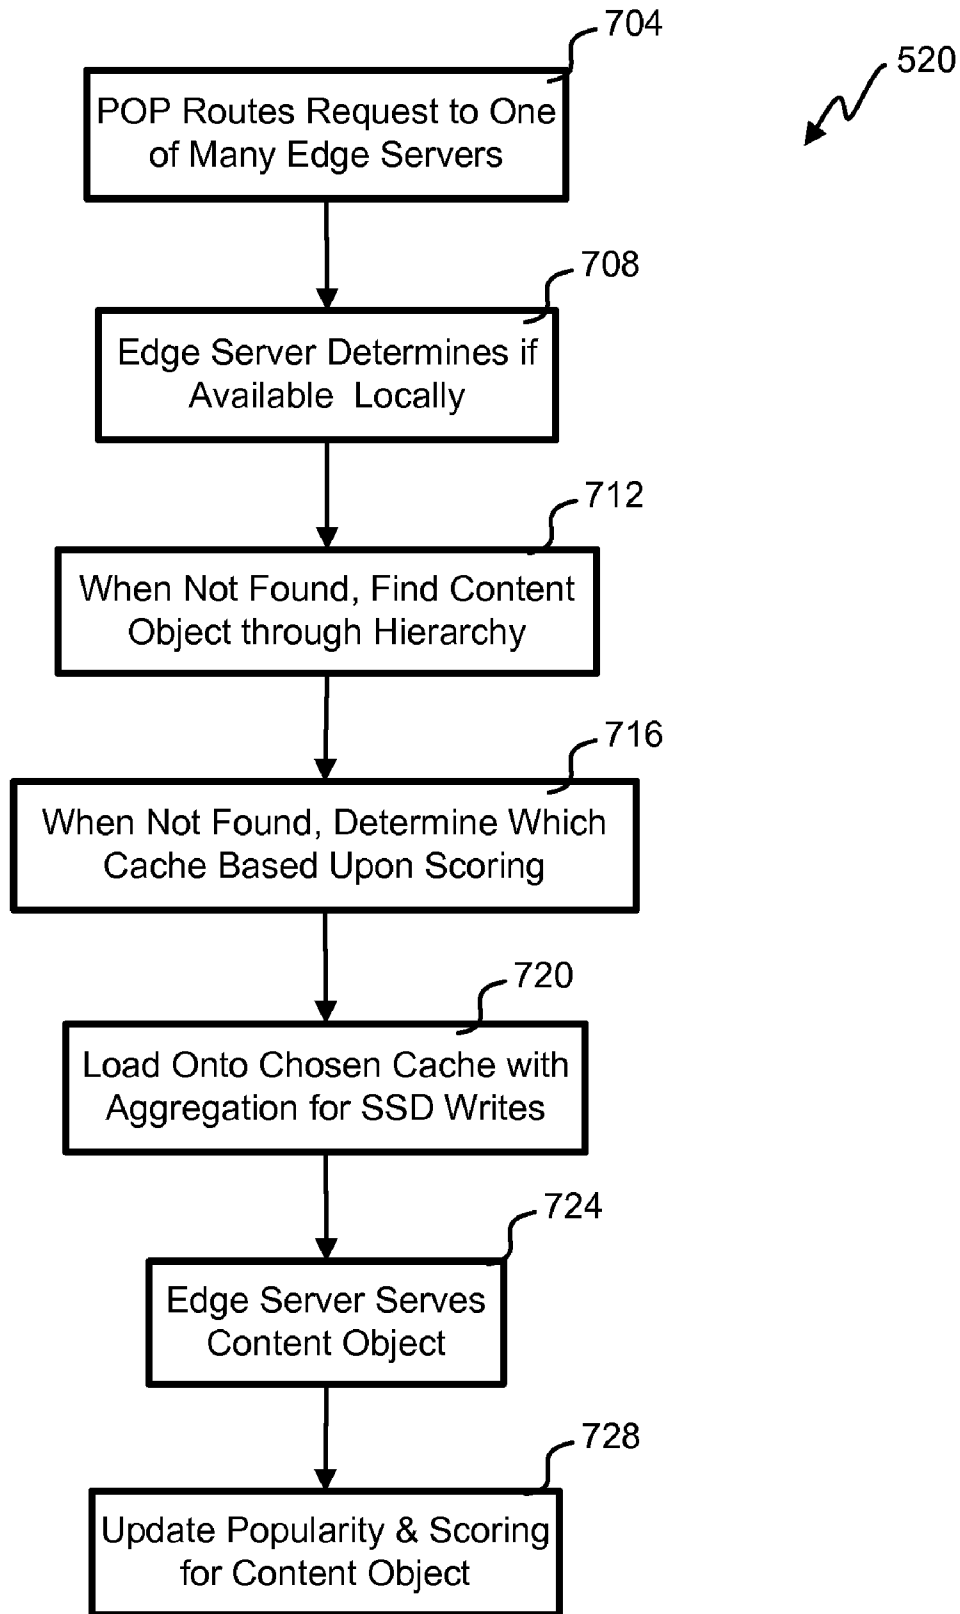 704
520
POP Routes Request to One
of Many Edge Servers
708
Edge Server Determines if
Available Locally
712
When Not Found, Find Content
Object through Hierarchy
716
When Not Found, Determine Which
Cache Based Upon Scoring
720
Load Onto Chosen Cache with
Aggregation for SSD Writes
724
Edge Server Serves
Content Object
728
Update Popularity & Scoring
for Content Object